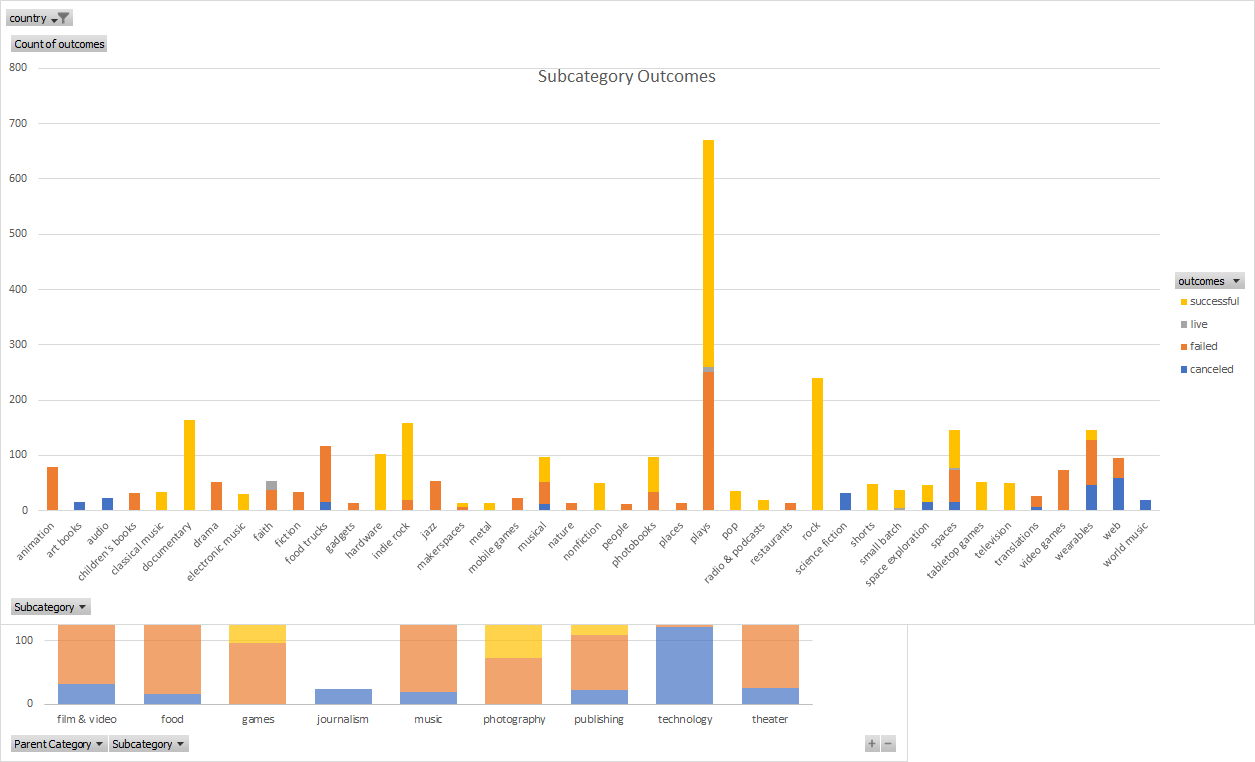 country
Count of outcomes
Subcategory Outcomes
800
700
600
500
400
300
200
100
0
animation
art books
audio
children's books
classical music
documentary
drama
electronic music
faith
fiction
food trucks
gadgets
hardware
indie rock
jazz
makerspaces
metal
mobile games
musical
nature
nonfiction
people
photobooks
places
plays
pop
radio & podcasts
restaurants
rock
science fiction
shorts
small batch
space exploration
spaces
tabletop games
television
translations
video games
wearables
web
world music
outcomes
successful
live
failed
canceled
Subcategory
100
0
film & video
food
games
journalism
music
photography
publishing
technology
theater
Parent Category
Subcategory
+ −